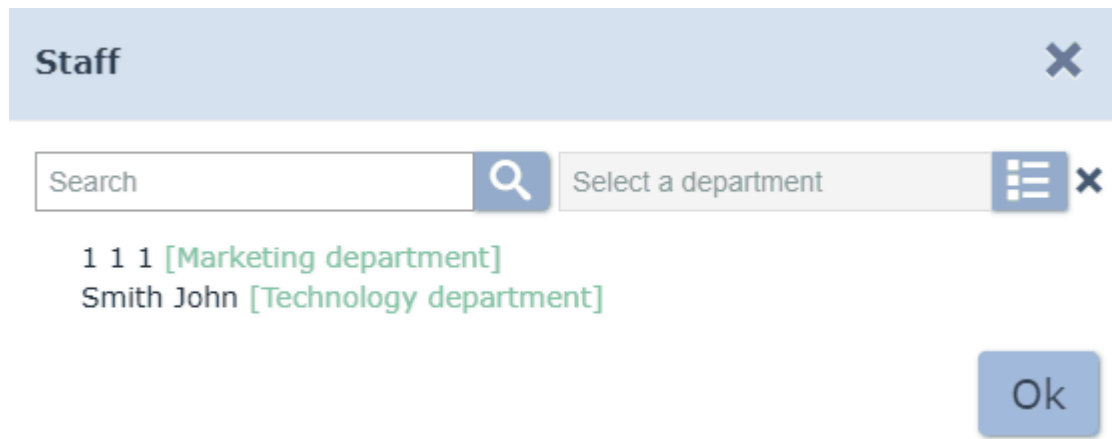 Staff
Search
Select a department
1 1 1 [Marketing department]
Smith John [Technology department]
Ok